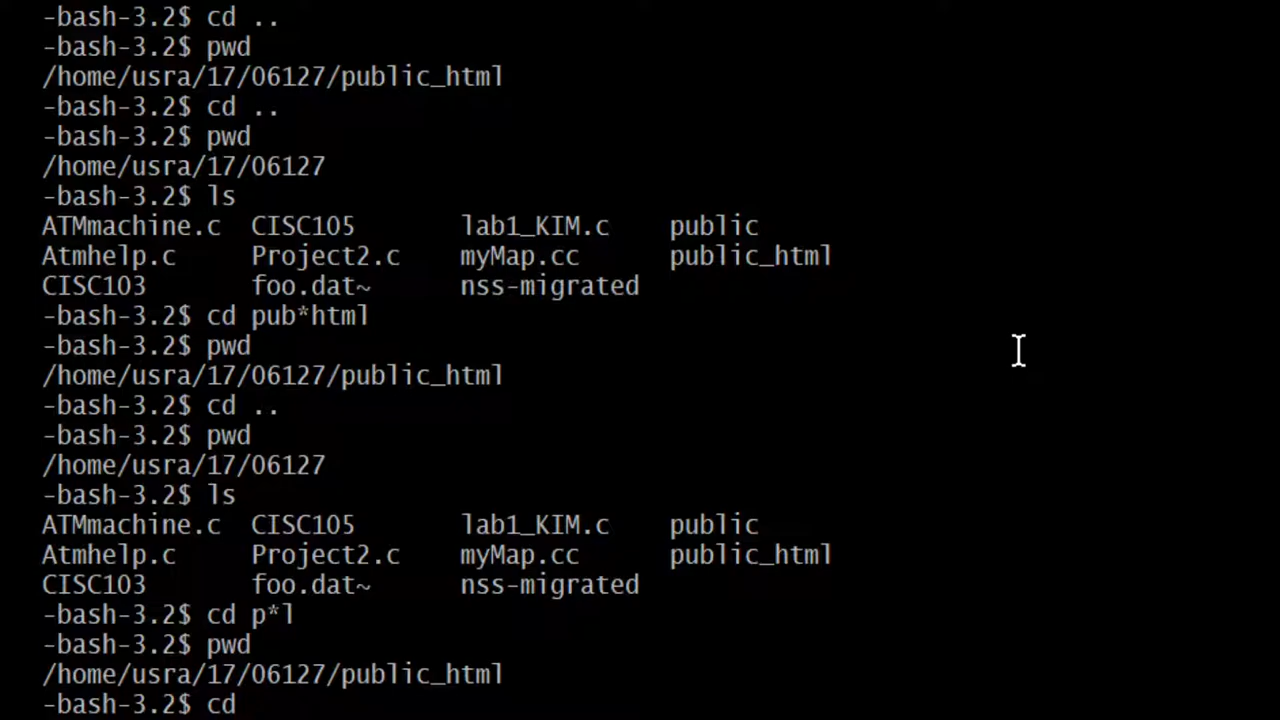 -bash-3.2$ cd ..
-bash-3.2$ pwd
/home/usra/17/06127/public_html
-bash-3.2$ cd ..
-bash-3.2$ pwd
/home/usra/17/06127
-bash-3.2$ ls
ATMmachine.c  CISC105       lab1_KIM.c    public
Atmhelp.c     Project2.c    myMap.cc      public_html
CISC103       foo.dat~      nss-migrated
-bash-3.2$ cd pub*html
-bash-3.2$ pwd
/home/usra/17/06127/public_html
-bash-3.2$ cd ..
-bash-3.2$ pwd
/home/usra/17/06127
-bash-3.2$ ls
ATMmachine.c  CISC105       lab1_KIM.c    public
Atmhelp.c     Project2.c    myMap.cc      public_html
CISC103       foo.dat~      nss-migrated
-bash-3.2$ cd p*l
-bash-3.2$ pwd
/home/usra/17/06127/public_html
-bash-3.2$ cd